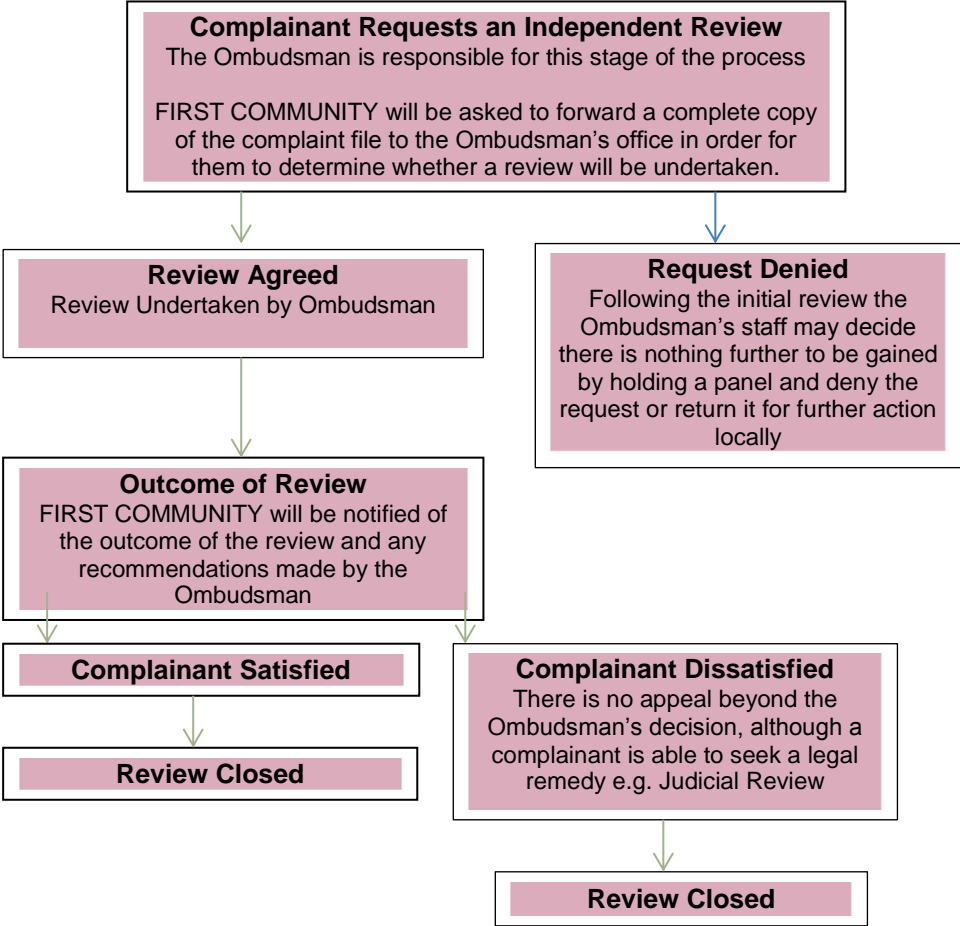 Complainant Requests an Independent Review
The Ombudsman is responsible for this stage of the process
FIRST COMMUNITY will be asked to forward a complete copy
of the complaint file to the Ombudsman’s office in order for
them to determine whether a review will be undertaken.
Review Agreed
Review Undertaken by Ombudsman
Request Denied
Following the initial review the
Ombudsman’s staff may decide
there is nothing further to be gained
by holding a panel and deny the
request or return it for further action
locally
Outcome of Review
FIRST COMMUNITY will be notified of
the outcome of the review and any
recommendations made by the
Ombudsman
Complainant Satisfied
Review Closed
Complainant Dissatisfied
There is no appeal beyond the
Ombudsman’s decision, although a
complainant is able to seek a legal
remedy e.g. Judicial Review
Review Closed